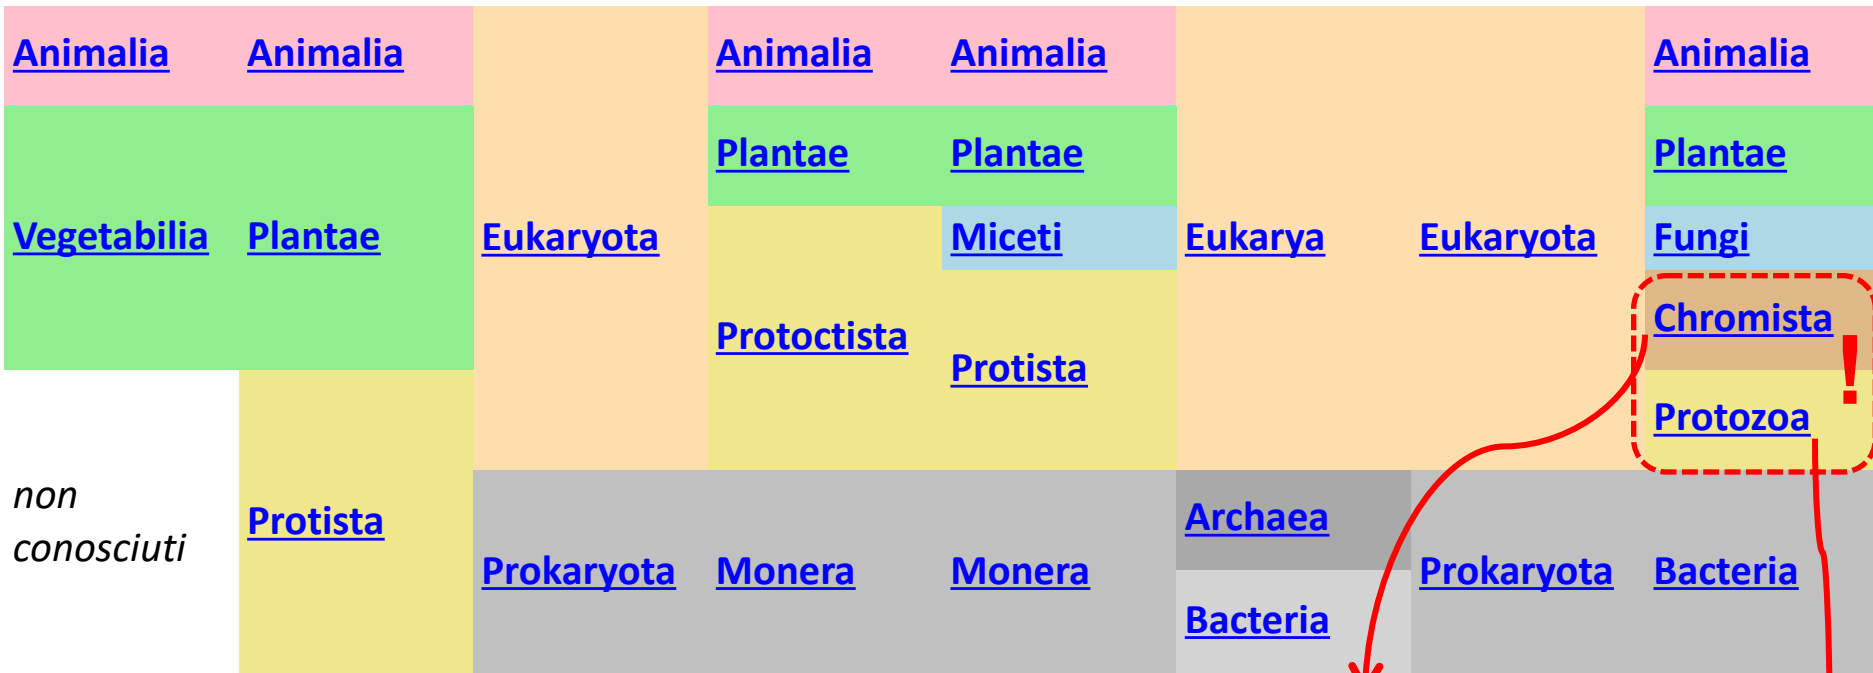 Animalia Animalia Animalia Animalia Animalia
Plantae Plantae Plantae
Vegetabilia Plantae Eukaryota Miceti Eukarya Eukaryota Fungi
Chromista
Protoctista
Protista
!
Protozoa
non
conosciuti
Protista
Archaea
Prokaryota Monera Monera Prokaryota Bacteria
Bacteria